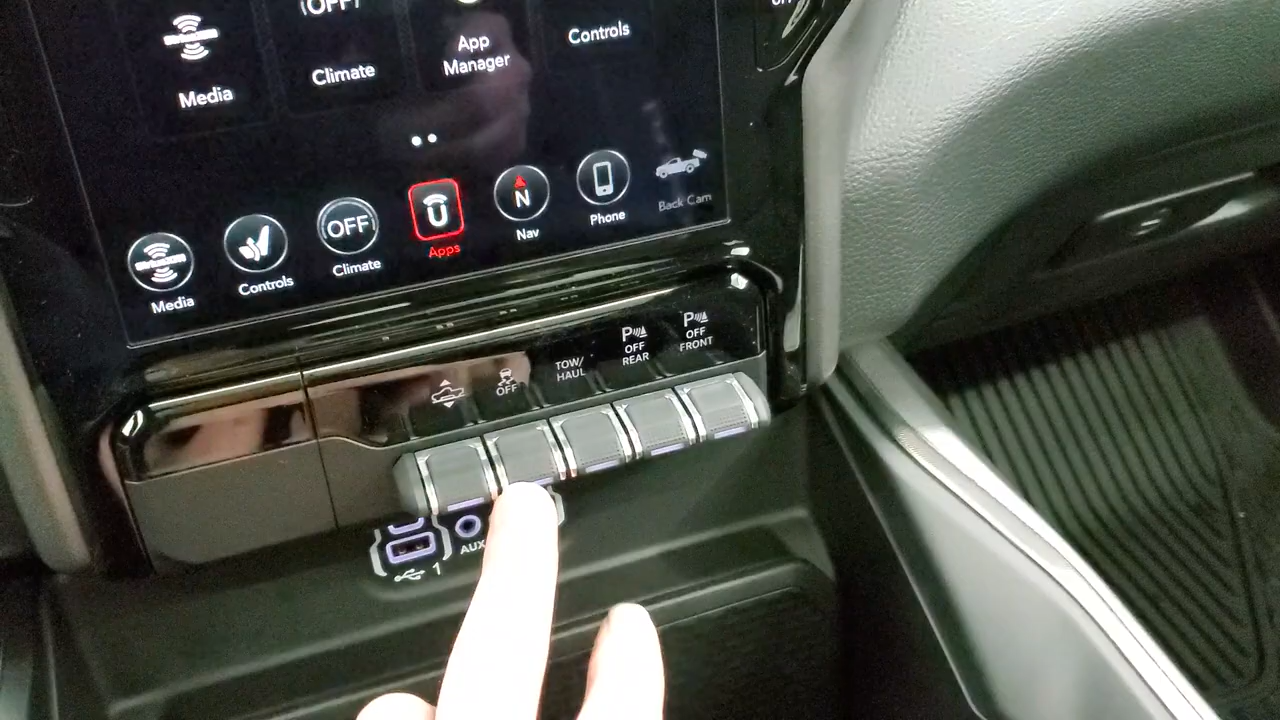 (OFF)
OFF
Media
Climate
App
Manager
Controls
Media
Controls
OFF
Climate
Apps
N
Nav
Phone
Back Cam
OFF
TOW/
HAUL
P
OFF
REAR
P
OFF
FRONT
AUX
1